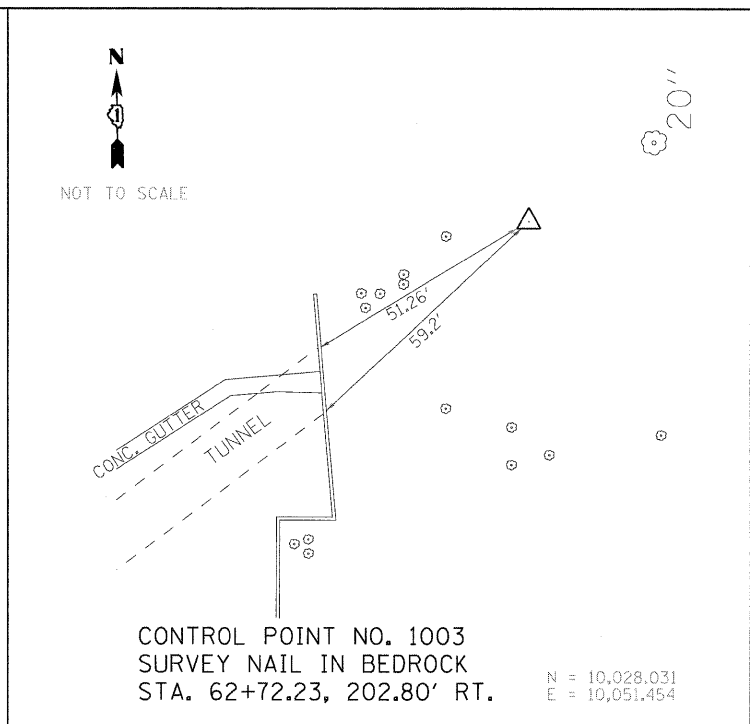 N
1
NOT TO SCALE
20"
51.26'
59.2'
CONC. GUTTER
TUNNEL
CONTROL POINT NO. 1003
SURVEY NAIL IN BEDROCK
STA. 62+72.23, 202.80' RT.
N = 10,028.031
E = 10,051.454